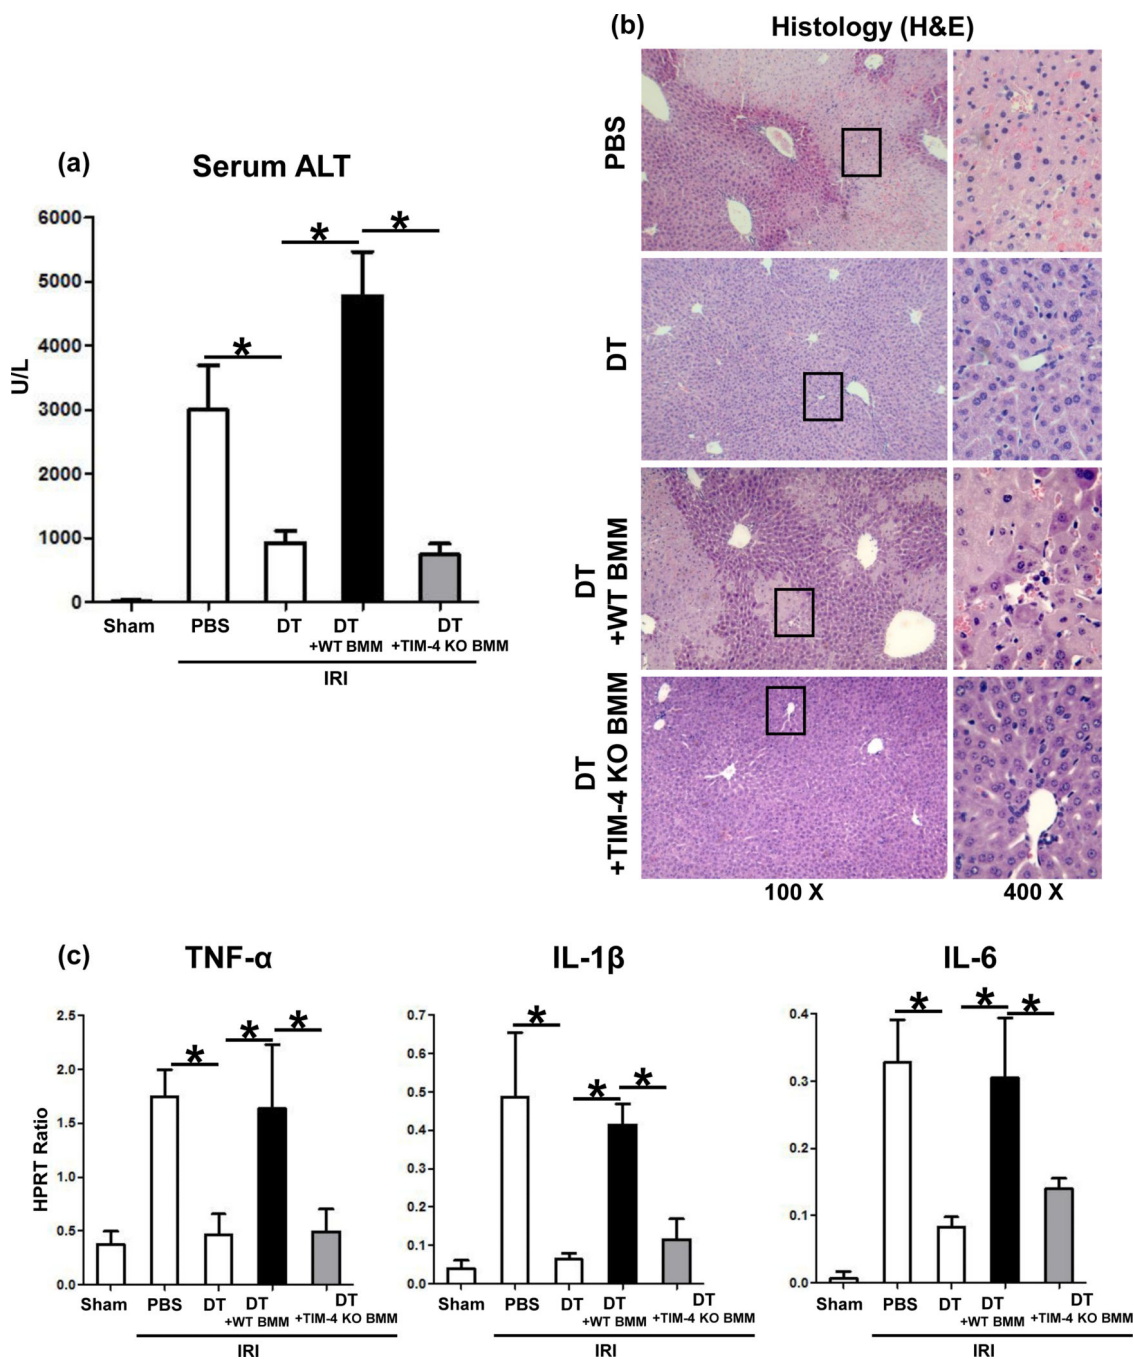 (a)
Serum ALT
6000
5000
4000
3000
2000
1000
0
U/L
*
*
*
Sham
PBS
DT
DT
+WT BMM
DT
+TIM-4 KO BMM
IRI
(b)
Histology (H&E)
PBS
DT
DT
+WT BMM
DT
+TIM-4 KO BMM
100 X
400 X
(c)
TNF-α
2.5
2.0
1.5
1.0
0.5
0.0
HPRT Ratio
*
*
*
Sham
PBS
DT
DT
+WT BMM
DT
+TIM-4 KO BMM
IRI
IL-1β
0.7
0.6
0.5
0.4
0.3
0.2
0.1
0.0
*
*
*
Sham
PBS
DT
DT
+WT BMM
DT
+TIM-4 KO BMM
IRI
IL-6
0.4
0.3
0.2
0.1
0.0
*
*
*
Sham
PBS
DT
DT
+WT BMM
DT
+TIM-4 KO BMM
IRI